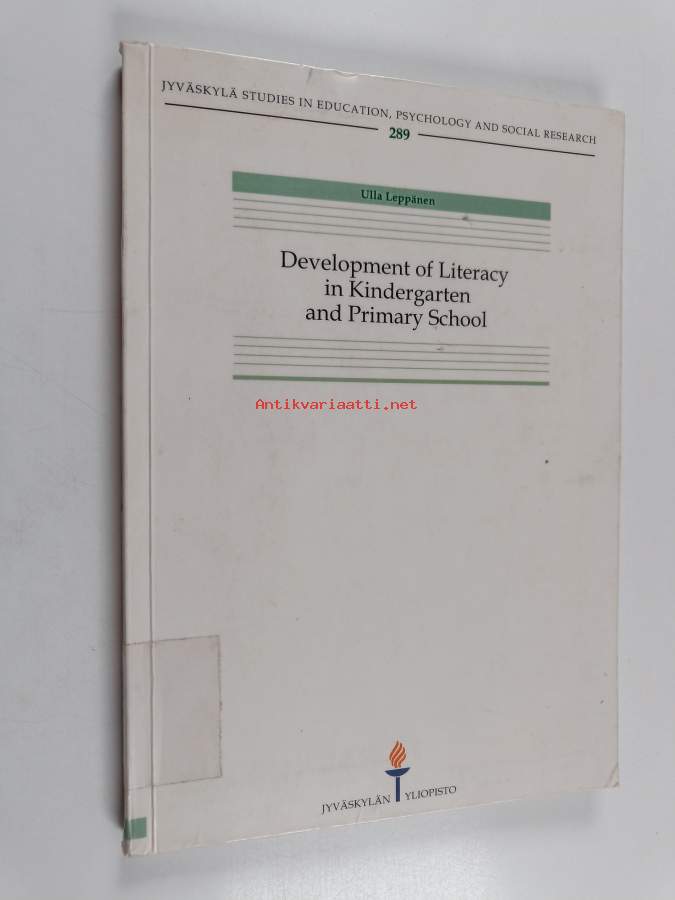 JYVÄSKYLÄ STUDIES IN EDUCATION, PSYCHOLOGY AND SOCIAL RESEARCH
289
Ulla Leppänen
Development of Literacy
in Kindergarten
and Primary School
Antikvariaatti.net
JYVÄSKYLÄN YLIOPISTO